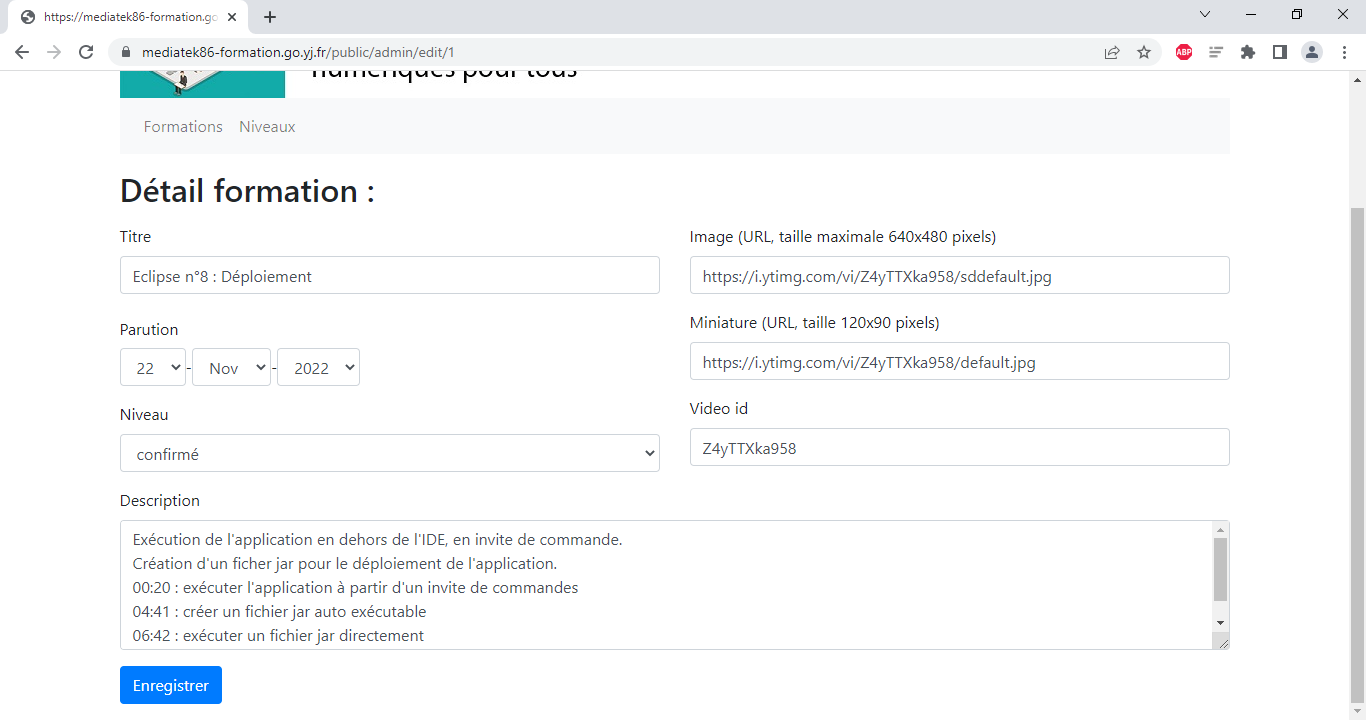 https://mediatek86-formation.go
mediatek86-formation.go.yj.fr/public/admin/edit/1
ABP
numériques pour tous
Formations Niveaux
Détail formation :
Titre
Eclipse n°8 : Déploiement
Parution
22 - Nov - 2022
Niveau
confirmé
Image (URL, taille maximale 640x480 pixels)
https://i.ytimg.com/vi/Z4yTTXka958/sddefault.jpg
Miniature (URL, taille 120x90 pixels)
https://i.ytimg.com/vi/Z4yTTXka958/default.jpg
Video id
Z4yTTXka958
Description
Exécution de l'application en dehors de l'IDE, en invite de commande.
Création d'un ficher jar pour le déploiement de l'application.
00:20 : exécuter l'application à partir d'un invite de commandes
04:41 : créer un fichier jar auto exécutable
06:42 : exécuter un fichier jar directement
Enregistrer